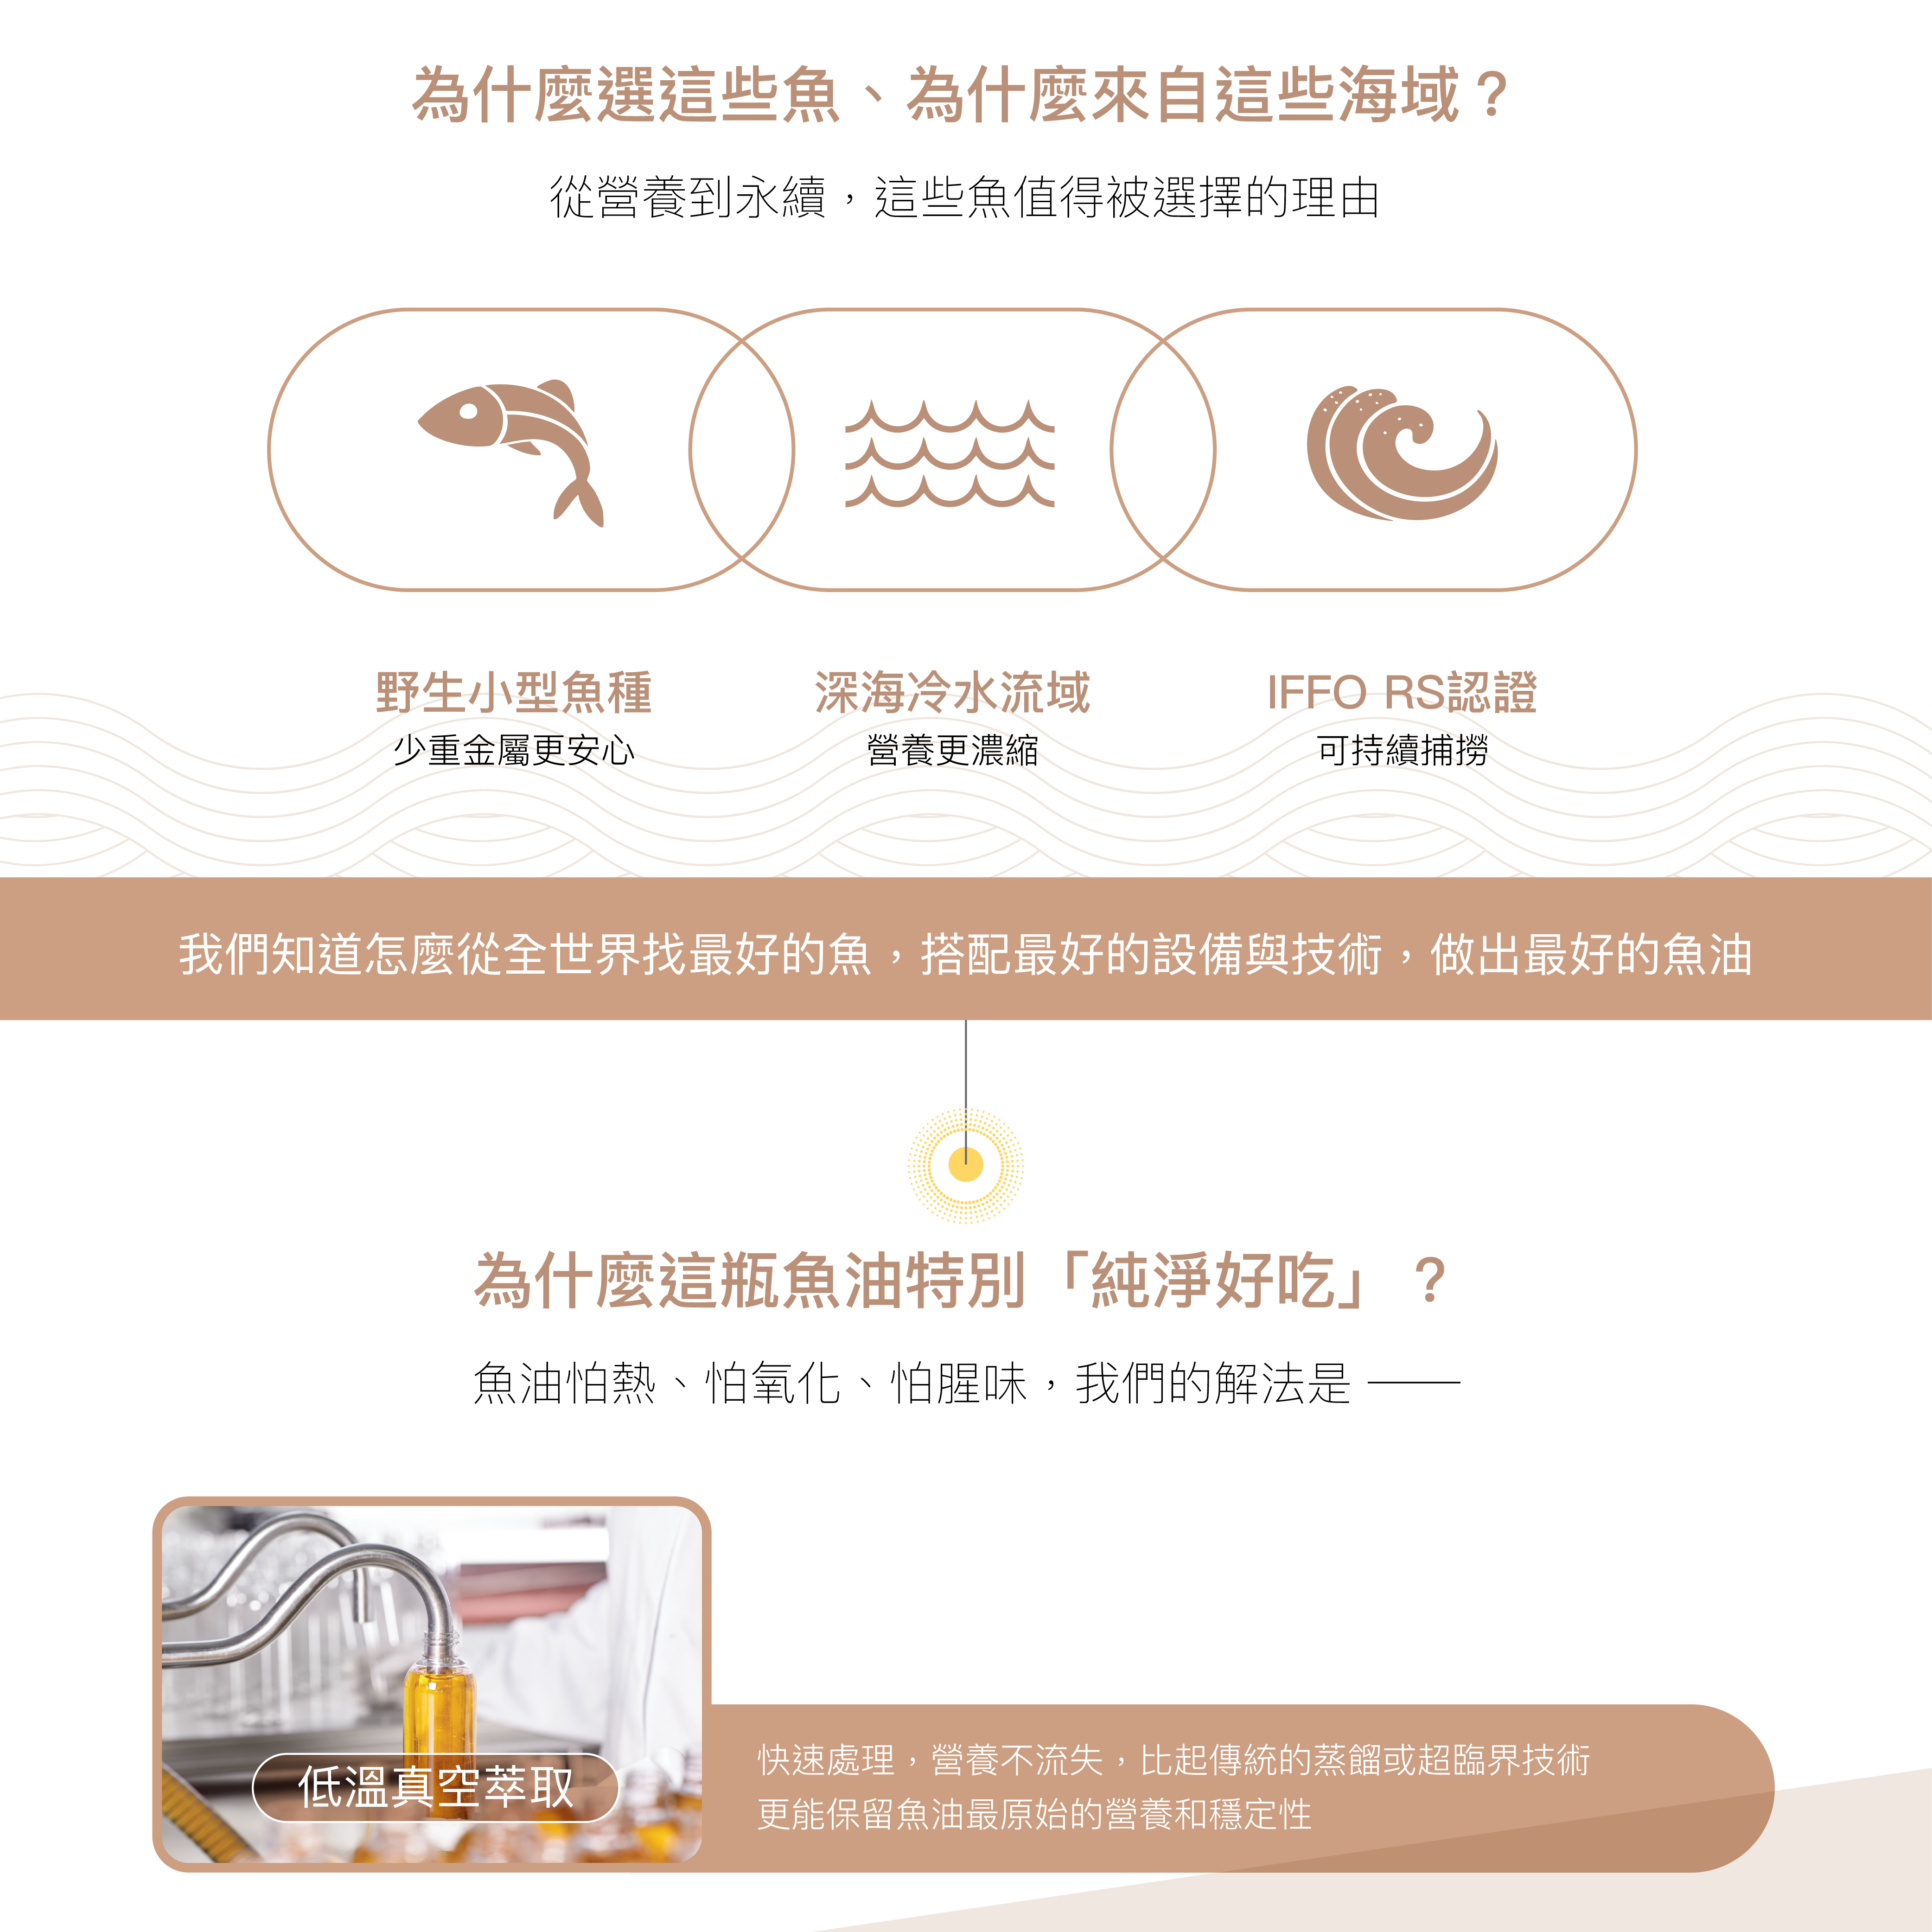 為什麼選這些魚、為什麼來自這些海域？
從營養到永續，這些魚值得被選擇的理由
野生小型魚種
少重金屬更安心
深海冷水流域
營養更濃縮
IFFO RS認證
可持續捕撈
我們知道怎麼從全世界找最好的魚，搭配最好的設備與技術，做出最好的魚油
為什麼這瓶魚油特別「純淨好吃」？
魚油怕熱、怕氧化、怕腥味，我們的解法是 ——
低溫真空萃取
快速處理，營養不流失，比起傳統的蒸餾或超臨界技術
更能保留魚油最原始的營養和穩定性